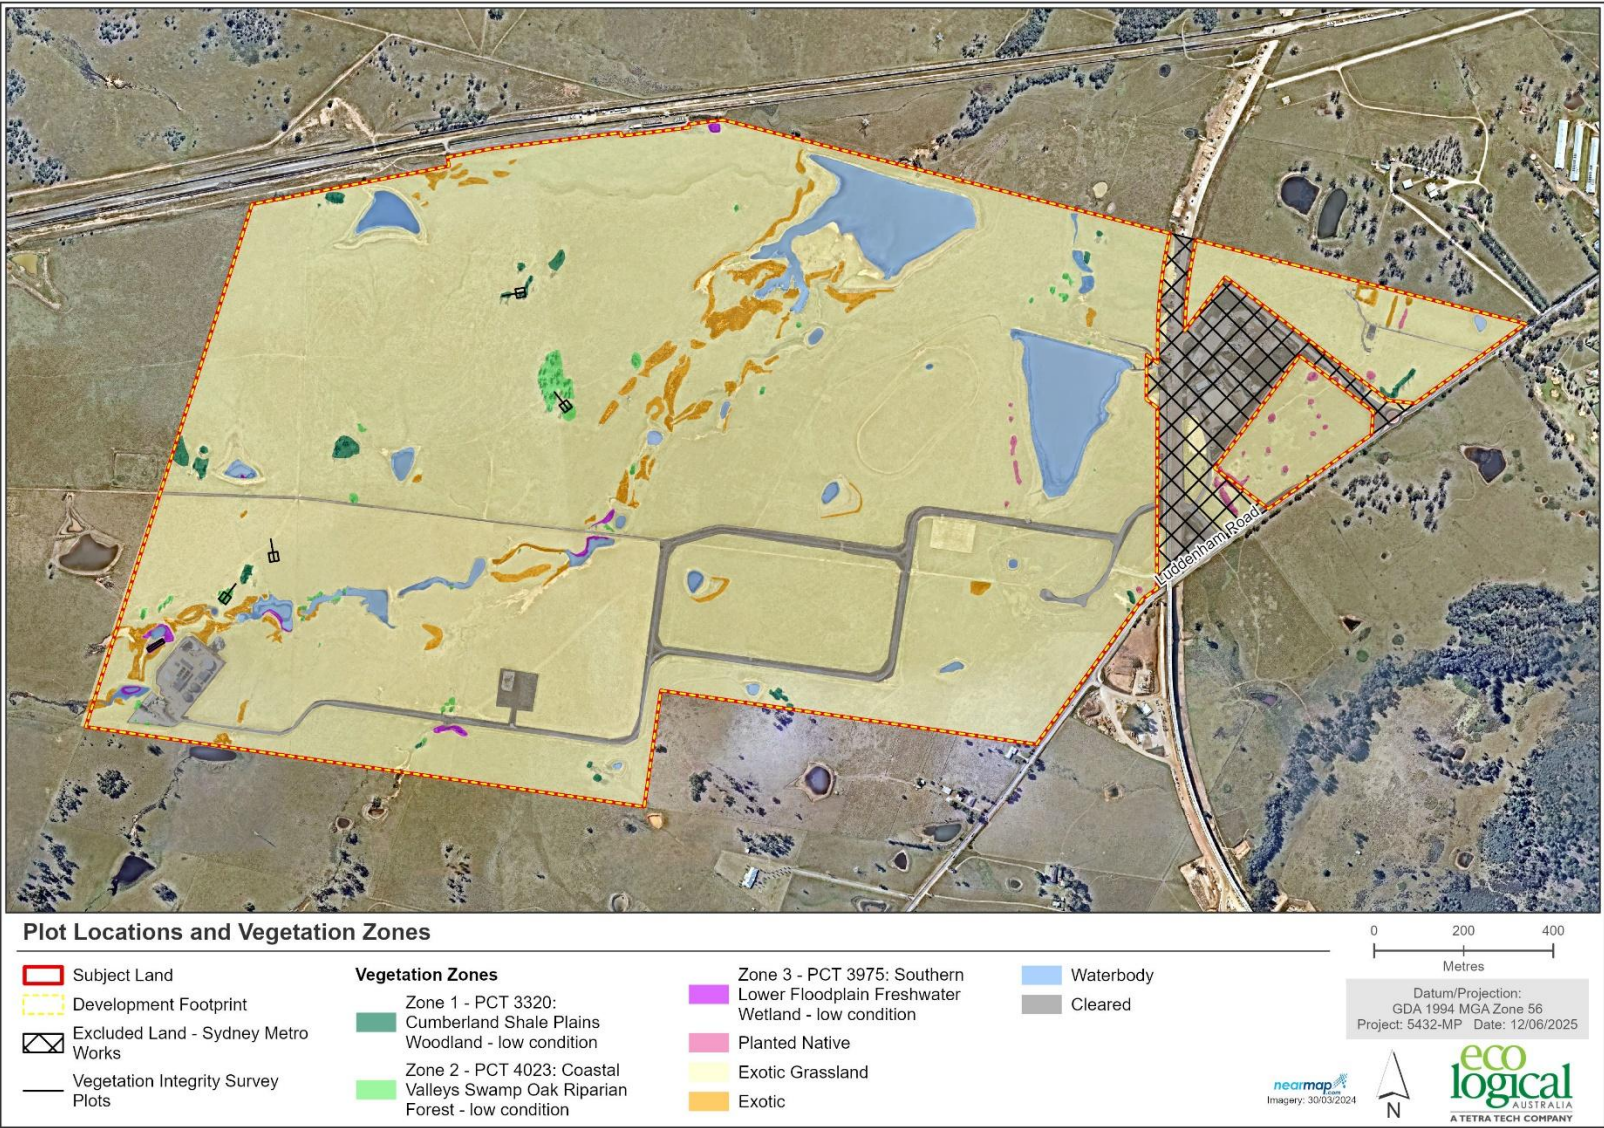 Luddenham Road
Plot Locations and Vegetation Zones
Subject Land
Development Footprint
Excluded Land - Sydney Metro
Works
Vegetation Integrity Survey
Plots
Vegetation Zones
Zone 1 - PCT 3320:
Cumberland Shale Plains
Woodland - low condition
Zone 2 - PCT 4023: Coastal
Valleys Swamp Oak Riparian
Forest - low condition
Zone 3 - PCT 3975: Southern
Lower Floodplain Freshwater
Wetland - low condition
Planted Native
Exotic Grassland
Exotic
Waterbody
Cleared
0 200 400
Metres
Datum/Projection:
GDA 1994 MGA Zone 56
Project: 5432-MP Date: 12/06/2025
nearmap.com
Imagery: 30/03/2024
N
eco
logical
AUSTRALIA
A TETRA TECH COMPANY